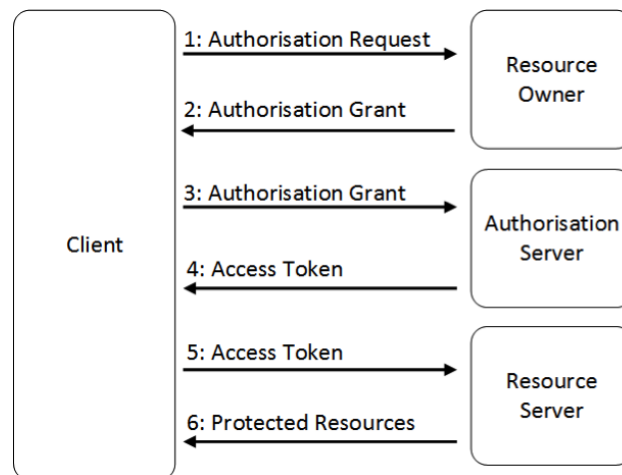 1: Authorisation Request
Resource
Owner
2: Authorisation Grant
3: Authorisation Grant
Client
Authorisation
Server
4: Access Token
5: Access Token
Resource
Server
6: Protected Resources